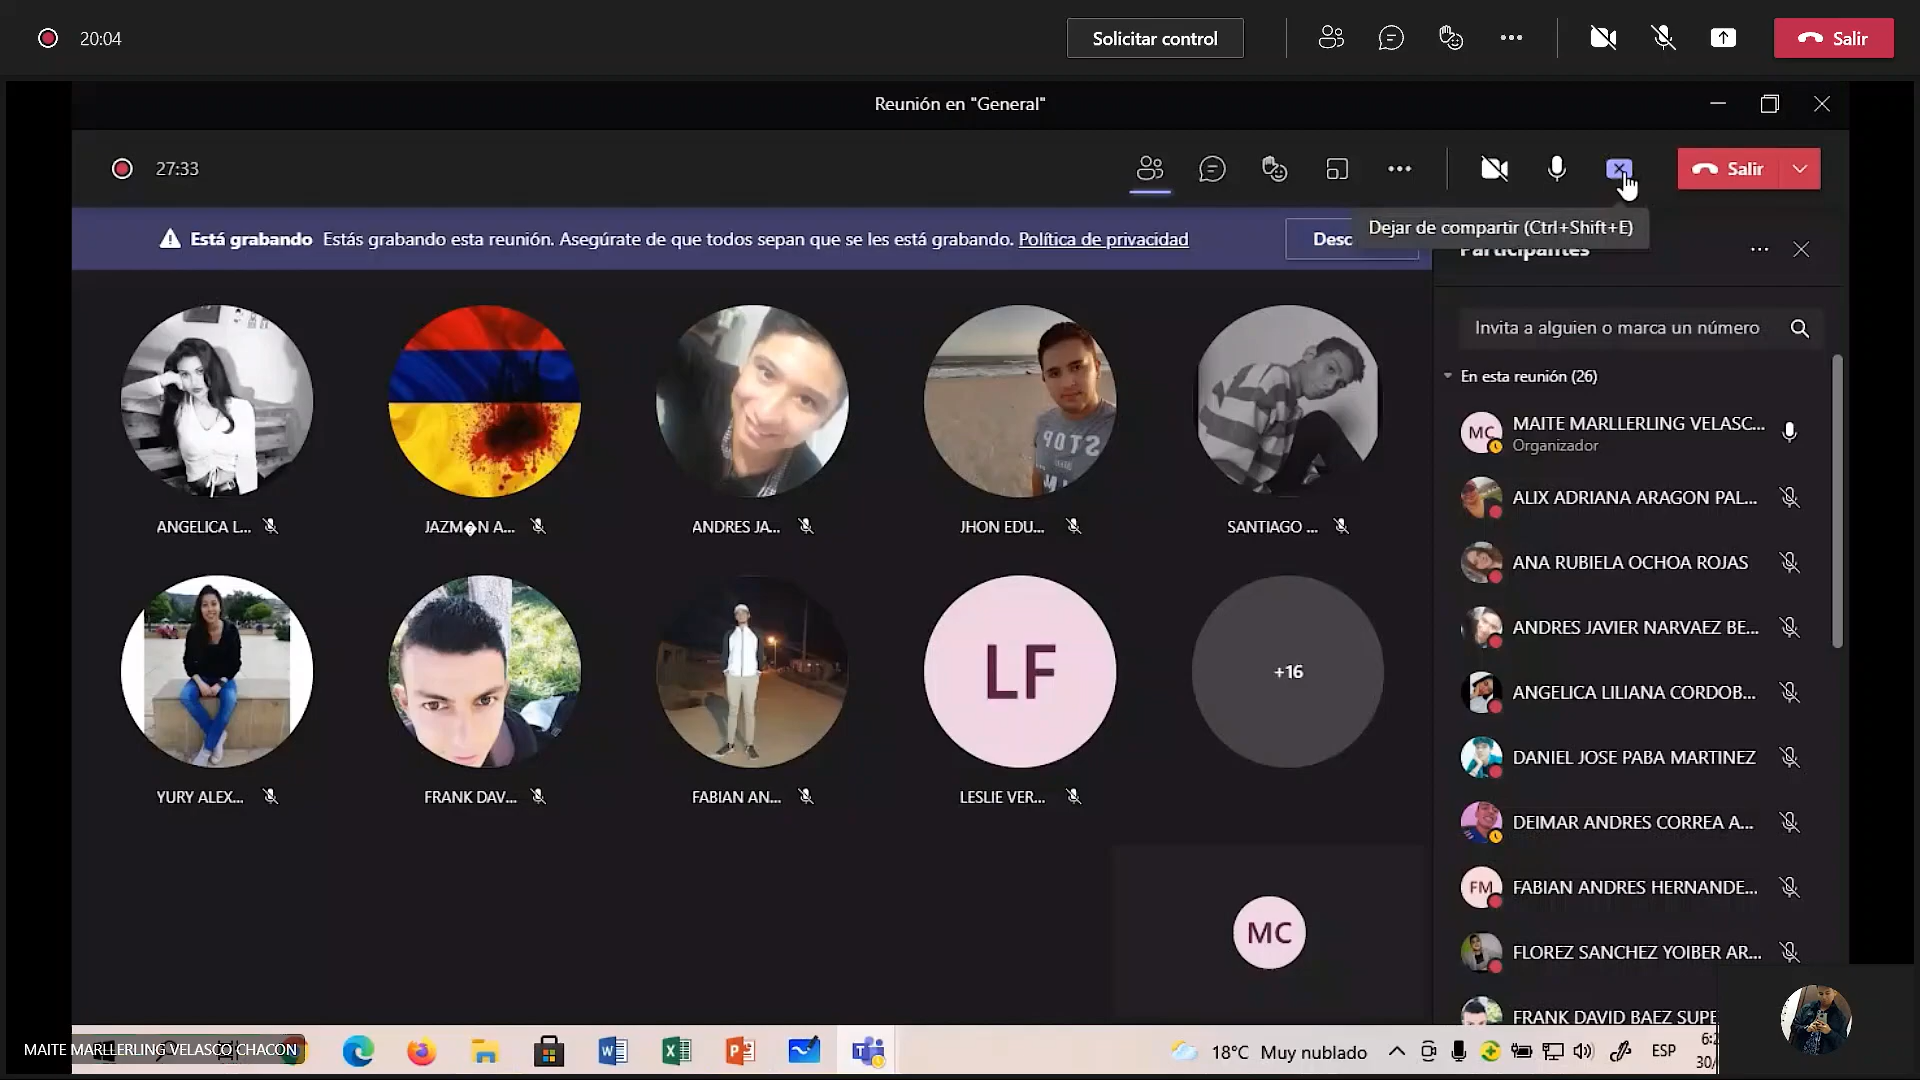 20:04
Solicitar control
Salir
Reunión en "General"
27:33
Salir
Dejar de compartir (Ctrl+Shift+E)
Está grabando Estás grabando esta reunión. Asegúrate de que todos sepan que se les está grabando. Política de privacidad
Desc
Participantes
Invita a alguien o marca un número
En esta reunión (26)
MC MAITE MARLLERLING VELASC...
Organizador
ALIX ADRIANA ARAGON PAL...
ANA RUBIELA OCHOA ROJAS
ANDRES JAVIER NARVAEZ BE...
ANGELICA LILIANA CORDOB...
DANIEL JOSE PABA MARTINEZ
DEIMAR ANDRES CORREA A...
FM FABIAN ANDRES HERNANDE...
FLOREZ SANCHEZ YOIBER AR...
FRANK DAVID BAEZ SUPE
STOP
ANGELICA L...
JAZM�N A...
ANDRES JA...
JHON EDU...
SANTIAGO ...
LF
+16
YURY ALEX...
FRANK DAV...
FABIAN AN...
LESLIE VER...
MC
MAITE MARLLERLING VELASCO CHACON
18°C Muy nublado
ESP
6:2
30/